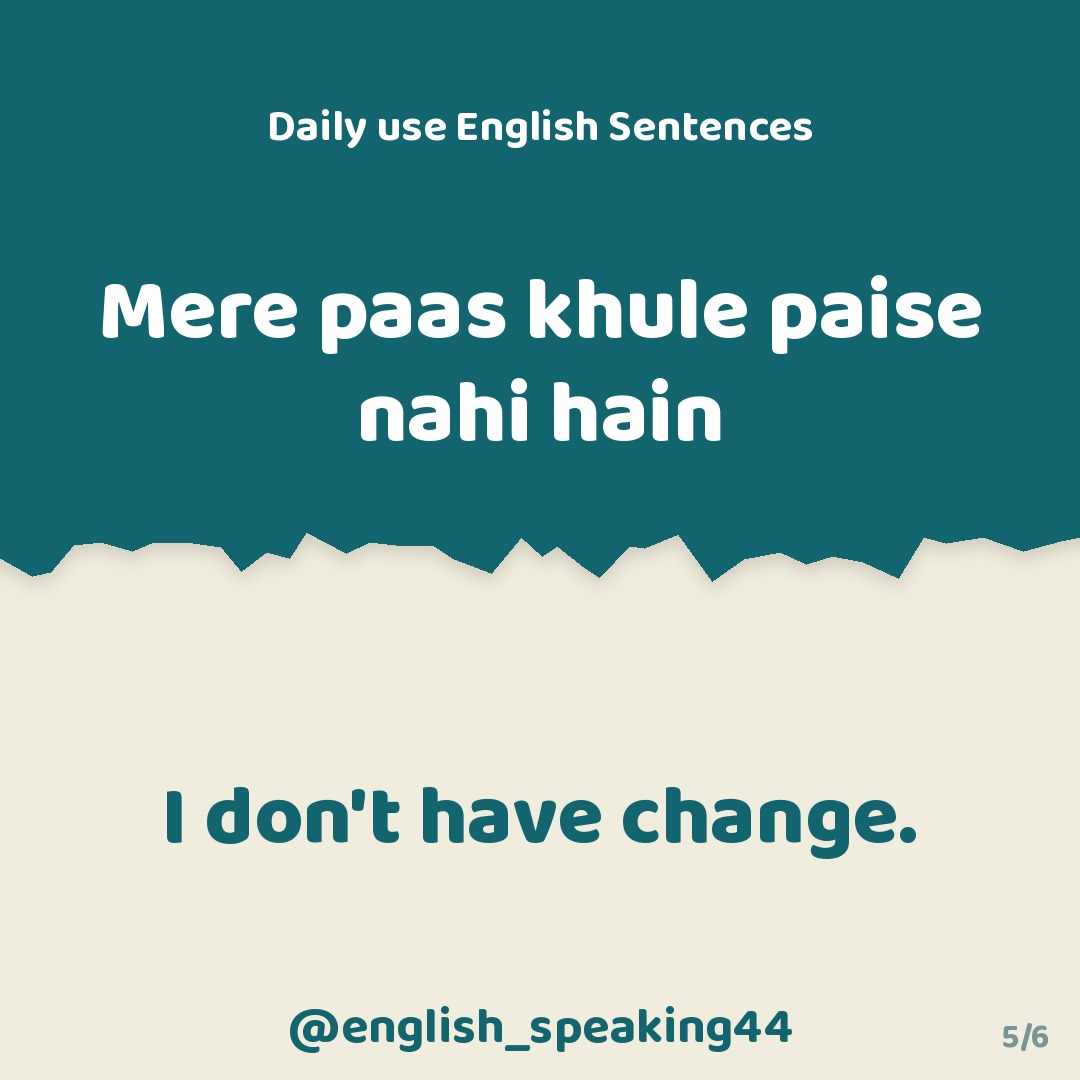 Daily use English Sentences
Mere paas khule paise
nahi hain
I don't have change.
@english_speaking44
5/6